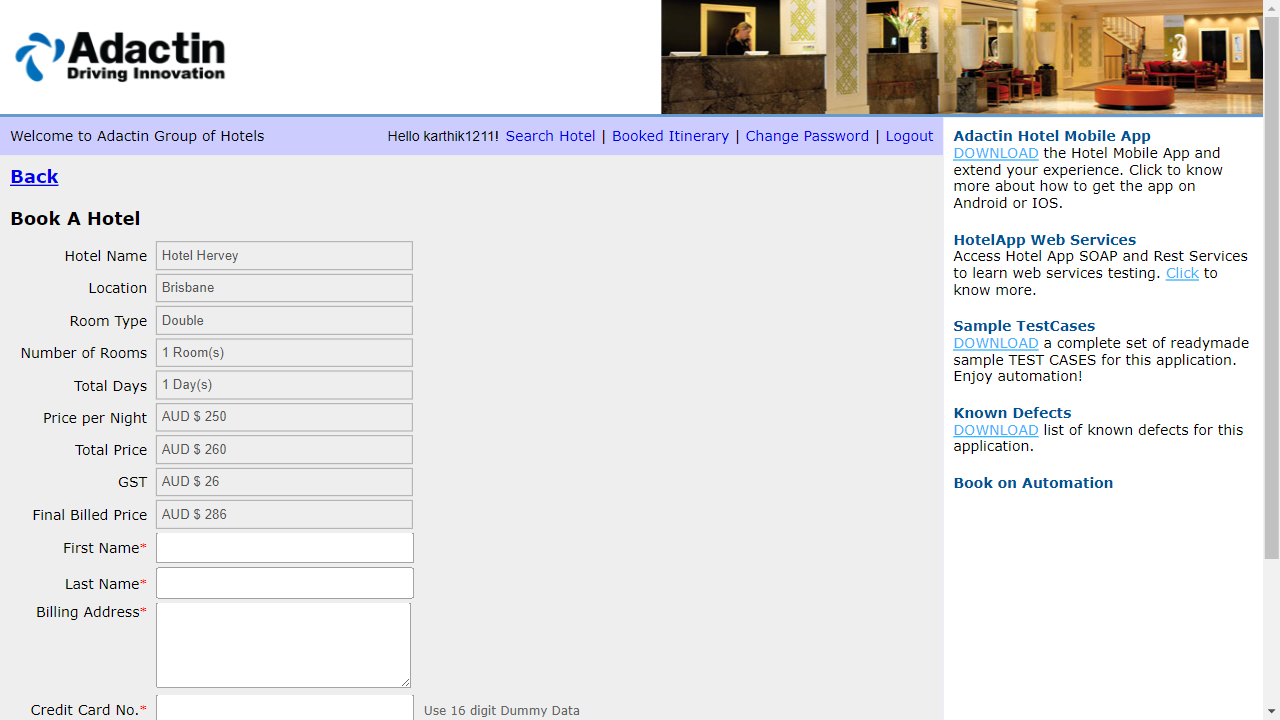 Adactin
Driving Innovation
Welcome to Adactin Group of Hotels
Hello karthik1211! Search Hotel | Booked Itinerary | Change Password | Logout
Back
Book A Hotel
Hotel Name Hotel Hervey
Location Brisbane
Room Type Double
Number of Rooms 1 Room(s)
Total Days 1 Day(s)
Price per Night AUD $ 250
Total Price AUD $ 260
GST AUD $ 26
Final Billed Price AUD $ 286
First Name*
Last Name*
Billing Address*
Credit Card No.* Use 16 digit Dummy Data
Adactin Hotel Mobile App
DOWNLOAD the Hotel Mobile App and
extend your experience. Click to know
more about how to get the app on
Android or IOS.
HotelApp Web Services
Access Hotel App SOAP and Rest Services
to learn web services testing. Click to
know more.
Sample TestCases
DOWNLOAD a complete set of readymade
sample TEST CASES for this application.
Enjoy automation!
Known Defects
DOWNLOAD list of known defects for this
application.
Book on Automation